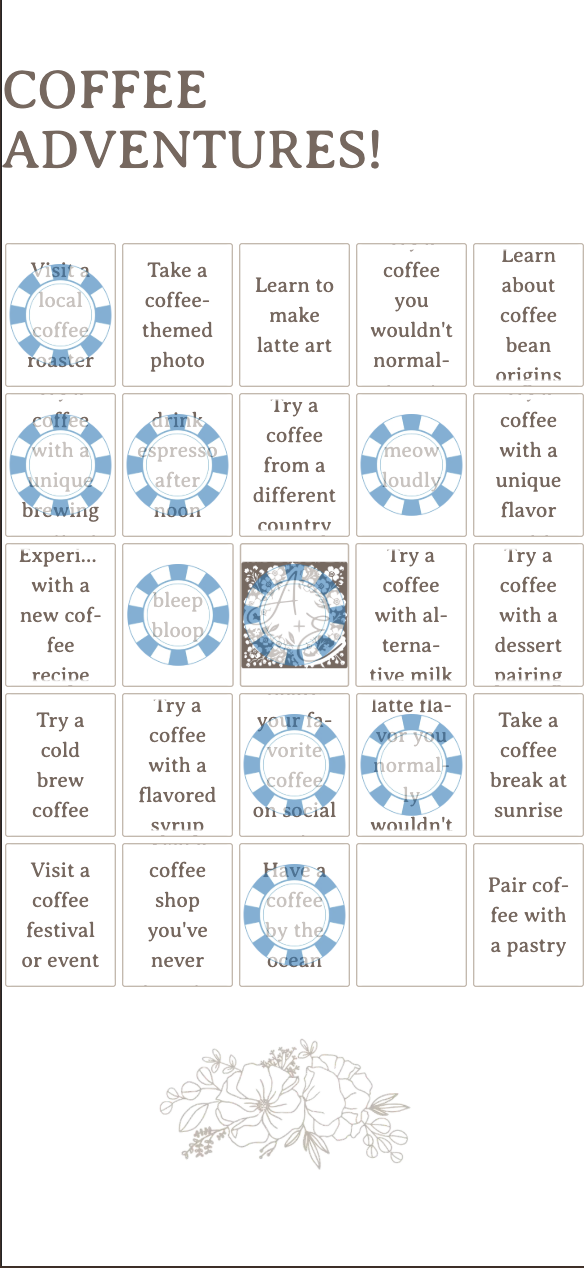 COFFEE
ADVENTURES!
Visit a
local
coffee
roaster
Take a
coffee-
themed
photo
Learn to
make
latte art
coffee
you
wouldn't
normal-
Learn
about
coffee
bean
origins
coffee
with a
unique
brewing
drink
espresso
after
noon
Try a
coffee
from a
different
country
meow
loudly
coffee
with a
unique
flavor
Experi...
with a
new cof-
fee
recipe
bleep
bloop
A
+
Try a
coffee
with al-
terna-
tive milk
Try a
coffee
with a
dessert
pairing
Try a
cold
brew
coffee
Try a
coffee
with a
flavored
syrup
your fa-
vorite
coffee
on social
latte fla-
vor you
normal-
ly
wouldn't
Take a
coffee
break at
sunrise
Visit a
coffee
festival
or event
coffee
shop
you've
never
Have a
coffee
by the
ocean
Pair cof-
fee with
a pastry